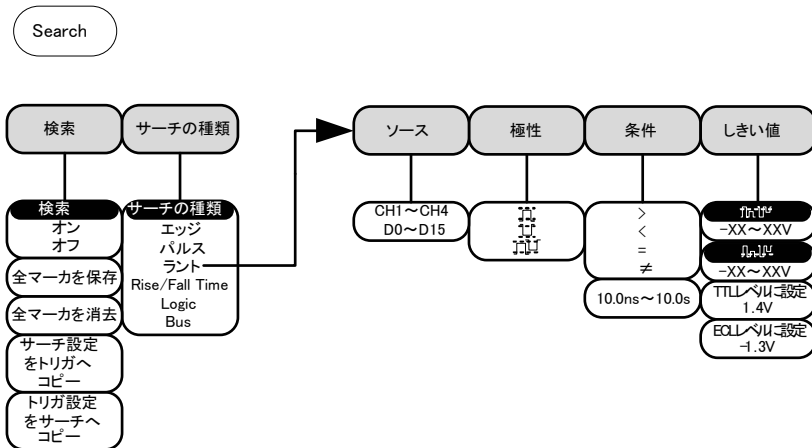 Search
検索
サーチの種類
ソース
極性
条件
しきい値
検索
オン
オフ
全マーカを保存
全マーカを消去
サーチ設定
をトリガへ
コピー
トリガ設定
をサーチへ
コピー
サーチの種類
エッジ
パルス
ラント
Rise/Fall Time
Logic
Bus
CH1～CH4
D0～D15
>
<
=
≠
10.0ns～10.0s
-XX～XXV
-XX～XXV
TTLレベルに設定
1.4V
ECLレベルに設定
-1.3V